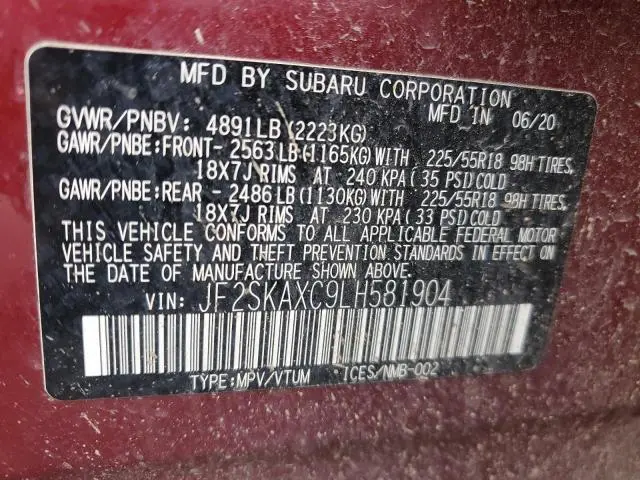 MFD BY SUBARU CORPORATION
MFD IN 06/20
GVWR/PNBV: 4891LB(2223KG)
GAWR/PNBE:FRONT- 2563LB(1165KG)WITH 225/55R18 98H TIRES,
18X7J RIMS AT 240 KPA(35 PSI)COLD
GAWR/PNBE:REAR - 2486LB(1130KG)WITH 225/55R18 98H TIRES,
18X7J RIMS AT 230 KPA(33 PSI)COLD
THIS VEHICLE CONFORMS TO ALL APPLICABLE FEDERAL MOTOR
VEHICLE SAFETY AND THEFT PREVENTION STANDARDS IN EFFECT ON
THE DATE OF MANUFACTURE SHOWN ABOVE.
VIN: JF2SKAXC9LH581904
TYPE:MPV/VTUM ICES/NMB-002